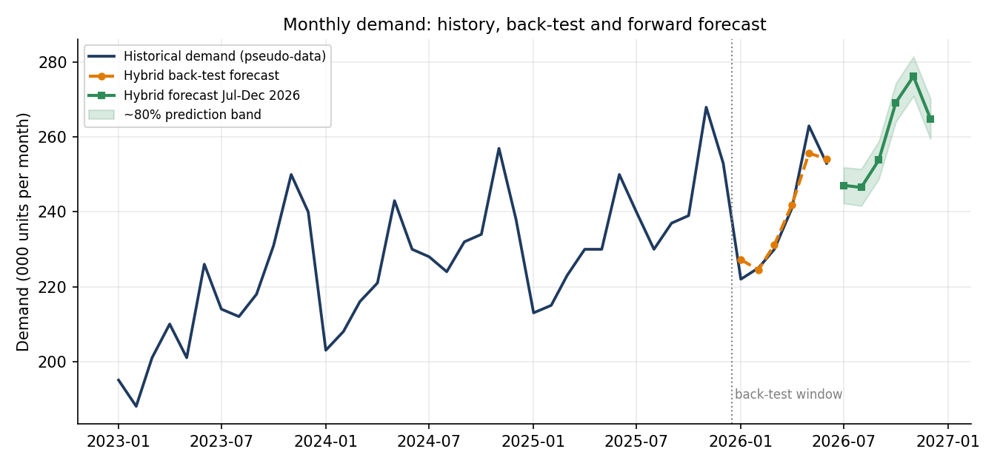 Monthly demand: history, back-test and forward forecast
Historical demand (pseudo-data)
Hybrid back-test forecast
Hybrid forecast Jul-Dec 2026
~80% prediction band
Demand (000 units per month)
280
260
240
220
200
back-test window
2023-01
2023-07
2024-01
2024-07
2025-01
2025-07
2026-01
2026-07
2027-01